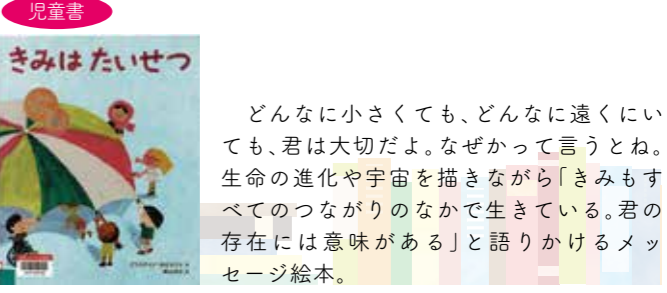 児童書
きみは たいせつ
どんなに小さくても、どんなに遠くにい
ても、君は大切だよ。なぜかって言うとね。
生命の進化や宇宙を描きながら「きみもす
べてのつながりのなかで生きている。君の
存在には意味がある」と語りかけるメッ
セージ絵本。